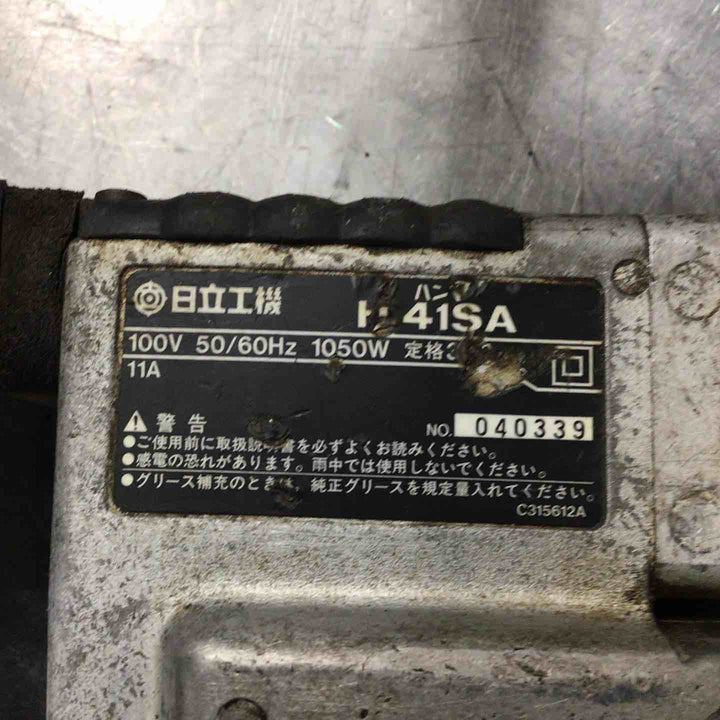 日立工機
41SA
100V 50/60Hz 1050W 定格
11A
警告 NO. 040339
●ご使用前に取扱説明書を必ずよくお読みください。
●感電の恐れがあります。雨中では使用しないでください。
●グリース補充のときは、純正グリースを規定量入れてください。
C315612A